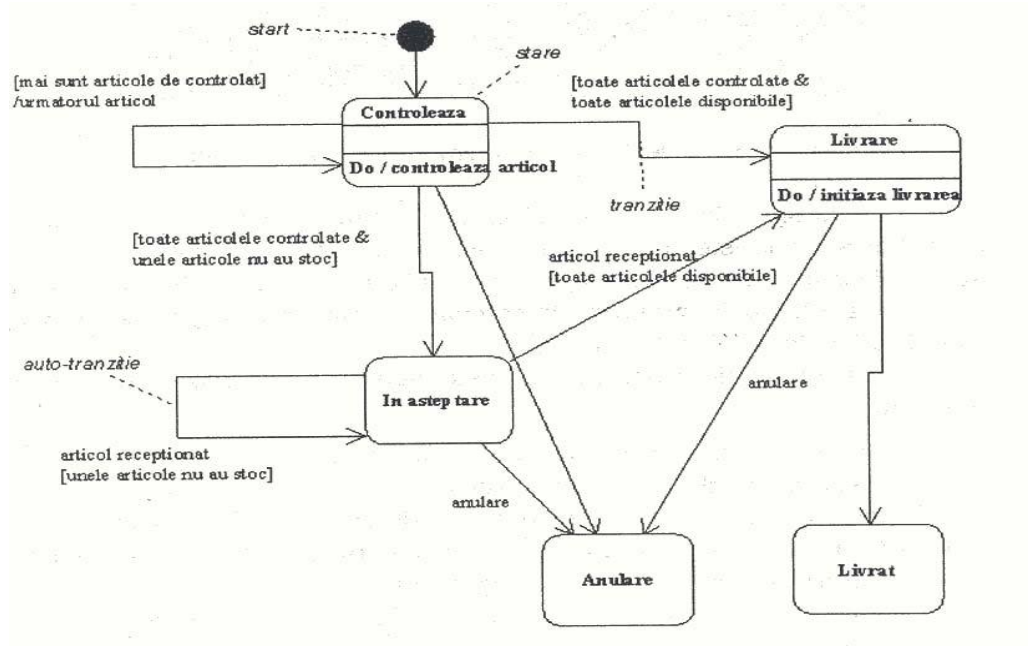 start
stare
[mai sunt articole de controlat]
/urmatorul articol
[toate articolele controlate &
toate articolele disponibile]
Controleaza
Do / controleaza articol
Livrare
Do / initiaza livrarea
tranzitie
[toate articolele controlate &
unele articole nu au stoc]
articol receptionat
[toate articolele disponibile]
auto-tranzitie
In asteptare
anulare
articol receptionat
[unele articole nu au stoc]
anulare
Anulare
Livrat